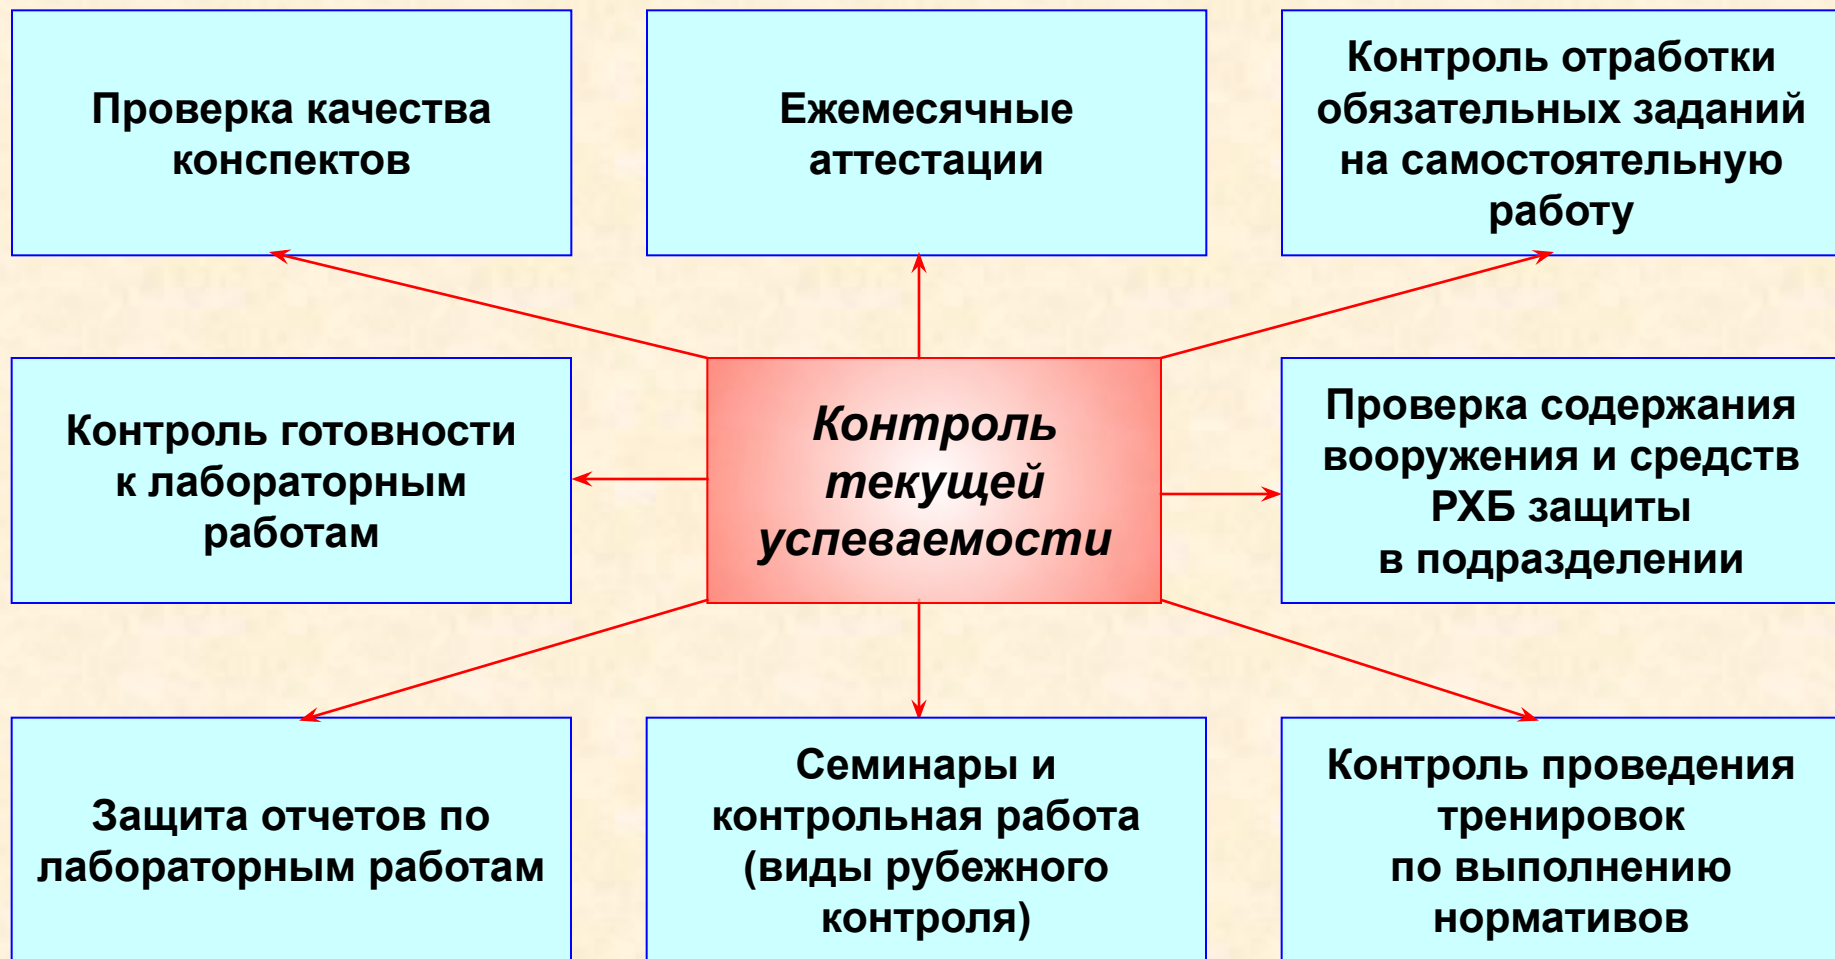 Проверка качества
конспектов
Ежемесячные
аттестации
Контроль отработки
обязательных заданий
на самостоятельную
работу
Контроль готовности
к лабораторным
работам
Контроль
текущей
успеваемости
Проверка содержания
вооружения и средств
РХБ защиты
в подразделении
Защита отчетов по
лабораторным работам
Семинары и
контрольная работа
(виды рубежного
контроля)
Контроль проведения
тренировок
по выполнению
нормативов